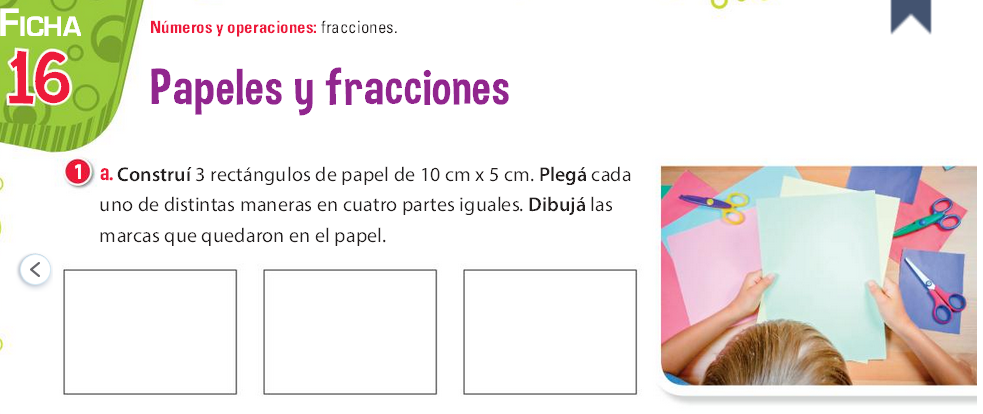 FICHA
16
Números y operaciones: fracciones.
Papeles y fracciones
1 a. Construí 3 rectángulos de papel de 10 cm x 5 cm. Plegá cada
uno de distintas maneras en cuatro partes iguales. Dibujá las
marcas que quedaron en el papel.